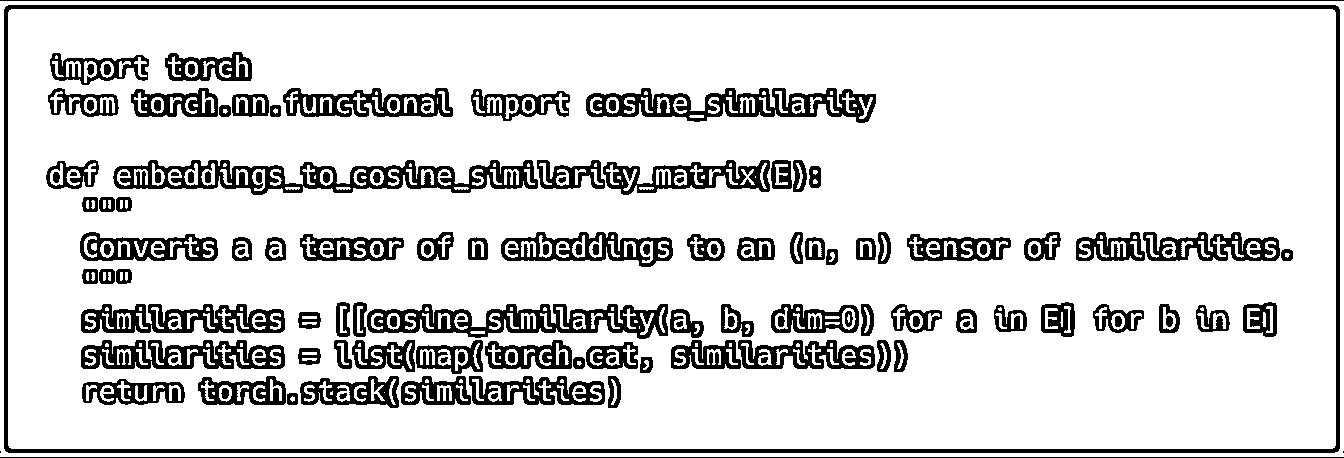 import torch
from torch.nn.functional import cosine_similarity
def embeddings_to_cosine_similarity_matrix(E):
"""
Converts a a tensor of n embeddings to an (n, n) tensor of similarities.
"""
similarities = [[cosine_similarity(a, b, dim=0) for a in E] for b in E]
similarities = list(map(torch.cat, similarities))
return torch.stack(similarities)